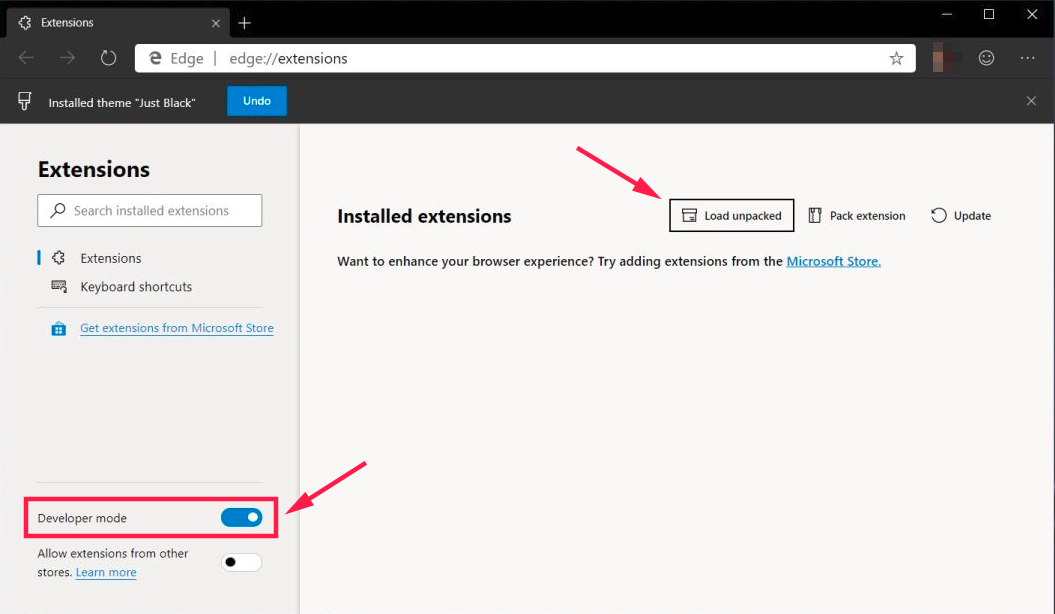 Extensions
Edge | edge://extensions
Installed theme "Just Black"
Undo
Extensions
Search installed extensions
Extensions
Keyboard shortcuts
Get extensions from Microsoft Store
Developer mode
Allow extensions from other
stores. Learn more
Installed extensions
Load unpacked
Pack extension
Update
Want to enhance your browser experience? Try adding extensions from the Microsoft Store.